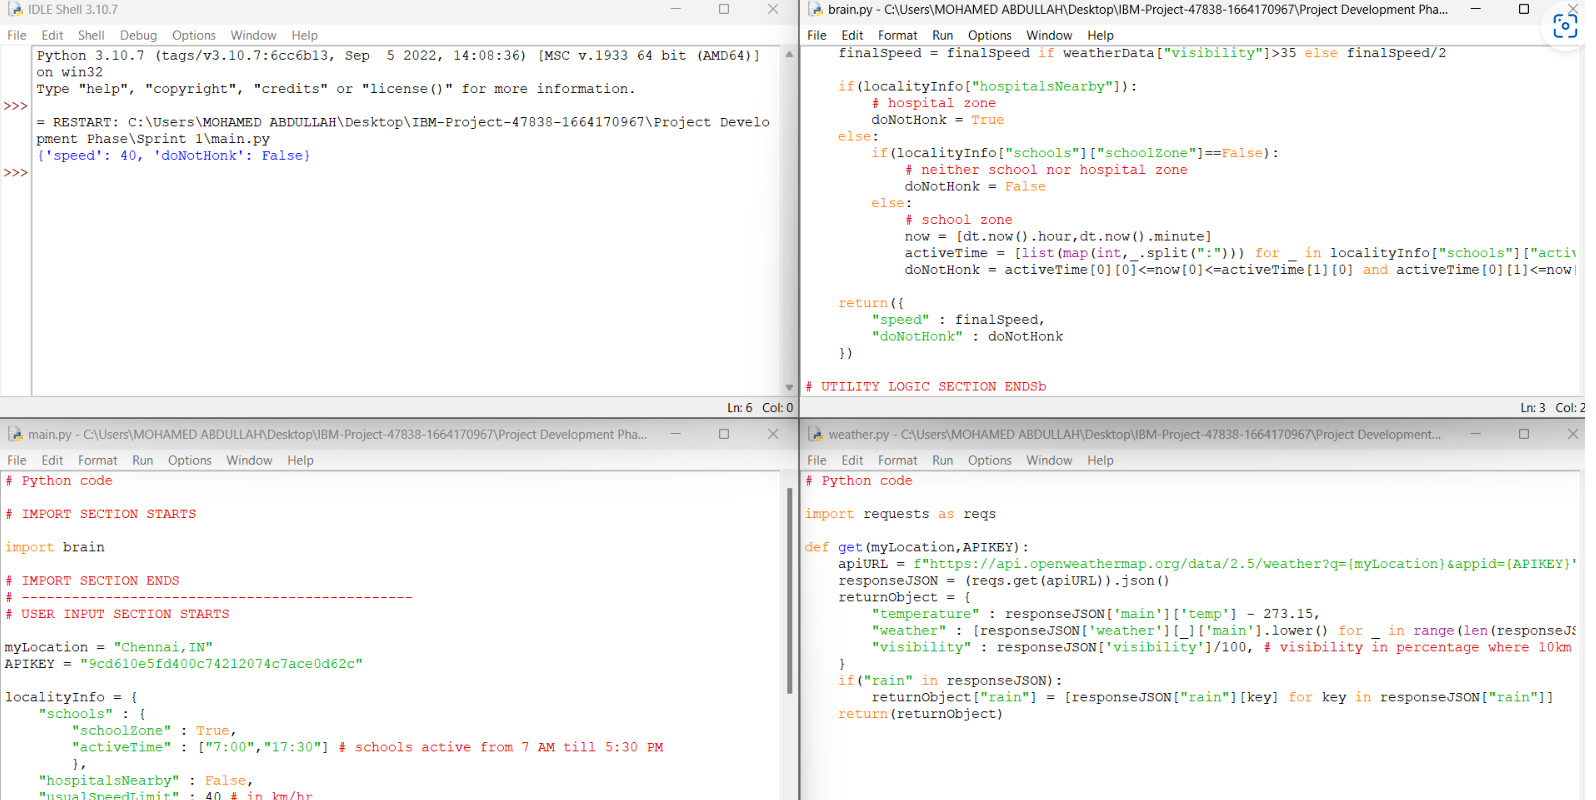 IDLE Shell 3.10.7
File Edit Shell Debug Options Window Help
Python 3.10.7 (tags/v3.10.7:6cc6b13, Sep  5 2022, 14:08:36) [MSC v.1933 64 bit (AMD64)]
on win32
Type "help", "copyright", "credits" or "license()" for more information.
>>>
= RESTART: C:\Users\MOHAMED ABDULLAH\Desktop\IBM-Project-47838-1664170967\Project Develo
pment Phase\Sprint 1\main.py
{'speed': 40, 'doNotHonk': False}
>>>
Ln: 6 Col: 0
brain.py - C:\Users\MOHAMED ABDULLAH\Desktop\IBM-Project-47838-1664170967\Project Development Pha...
File Edit Format Run Options Window Help
finalSpeed = finalSpeed if weatherData["visibility"]>35 else finalSpeed/2
if(localityInfo["hospitalsNearby"]):
# hospital zone
doNotHonk = True
else:
if(localityInfo["schools"]["schoolZone"]==False):
# neither school nor hospital zone
doNotHonk = False
else:
# school zone
now = [dt.now().hour,dt.now().minute]
activeTime = [list(map(int,_.split(":"))) for _ in localityInfo["schools"]["activ
doNotHonk = activeTime[0][0]<=now[0]<=activeTime[1][0] and activeTime[0][1]<=now[
return({
"speed" : finalSpeed,
"doNotHonk" : doNotHonk
})
# UTILITY LOGIC SECTION ENDSb
Ln: 3 Col: 2
main.py - C:\Users\MOHAMED ABDULLAH\Desktop\IBM-Project-47838-1664170967\Project Development Pha...
File Edit Format Run Options Window Help
# Python code
# IMPORT SECTION STARTS
import brain
# IMPORT SECTION ENDS
# -----------------------------------------------
# USER INPUT SECTION STARTS
myLocation = "Chennai,IN"
APIKEY = "9cd610e5fd400c74212074c7ace0d62c"
localityInfo = {
"schools" : {
"schoolZone" : True,
"activeTime" : ["7:00","17:30"] # schools active from 7 AM till 5:30 PM
},
"hospitalsNearby" : False,
"usualSpeedLimit" : 40 # in km/hr
weather.py - C:\Users\MOHAMED ABDULLAH\Desktop\IBM-Project-47838-1664170967\Project Development...
File Edit Format Run Options Window Help
# Python code
import requests as reqs
def get(myLocation,APIKEY):
apiURL = f"https://api.openweathermap.org/data/2.5/weather?q={myLocation}&appid={APIKEY}"
responseJSON = (reqs.get(apiURL)).json()
returnObject = {
"temperature" : responseJSON['main']['temp'] - 273.15,
"weather" : [responseJSON['weather'][_]['main'].lower() for _ in range(len(responseJS
"visibility" : responseJSON['visibility']/100, # visibility in percentage where 10km
}
if("rain" in responseJSON):
returnObject["rain"] = [responseJSON["rain"][key] for key in responseJSON["rain"]]
return(returnObject)